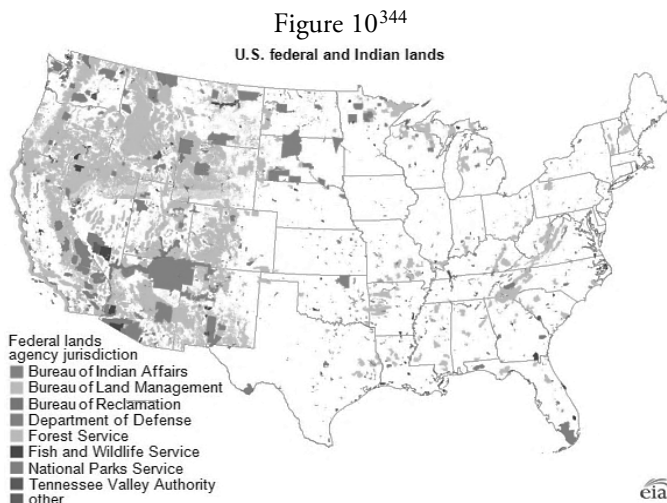 Figure 10344
U.S. federal and Indian lands
Federal lands
agency jurisdiction
Bureau of Indian Affairs
Bureau of Land Management
Bureau of Reclamation
Department of Defense
Forest Service
Fish and Wildlife Service
National Parks Service
Tennessee Valley Authority
other
eia